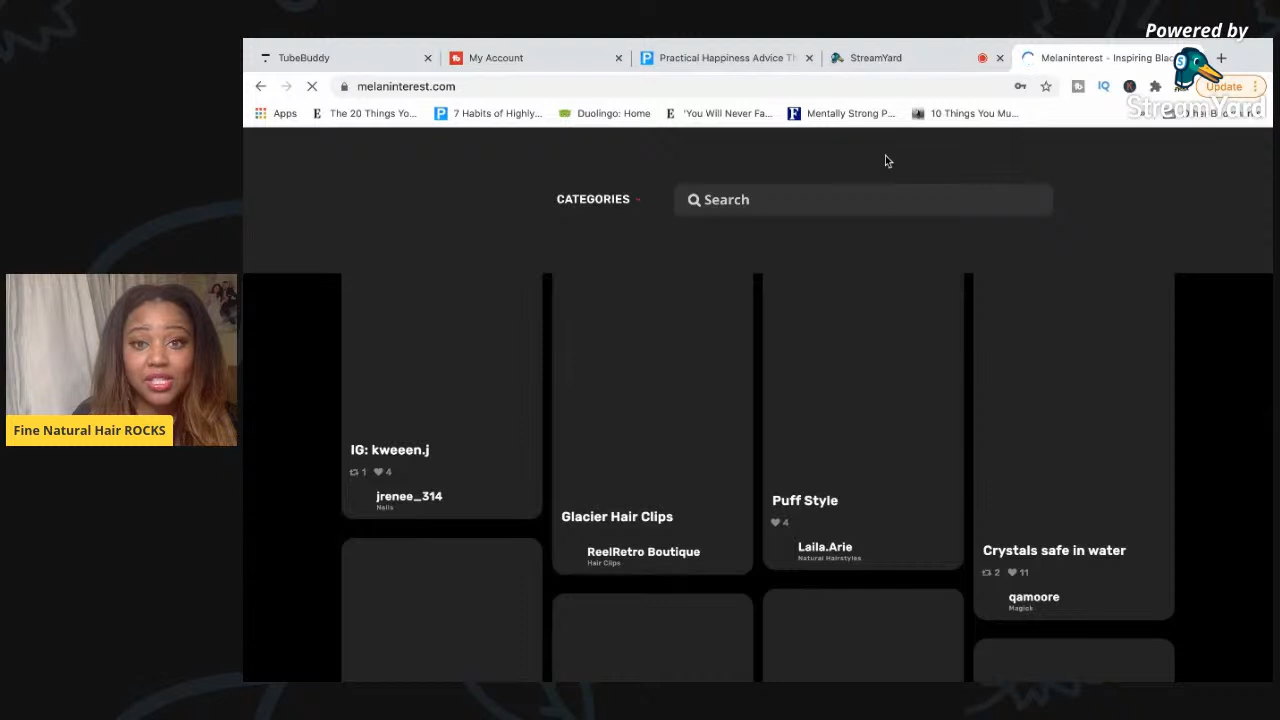 Powered by
StreamYard
TubeBuddy
My Account
Practical Happiness Advice Th
StreamYard
Melaninterest - Inspiring Blac
melaninterest.com
IQ
Update
Apps
E The 20 Things Yo...
P 7 Habits of Highly...
Duolingo: Home
E 'You Will Never Fa...
F Mentally Strong P...
10 Things You Mu...
CATEGORIES
Search
Fine Natural Hair ROCKS
IG: kweeen.j
1 4
jrenee_314
Nails
Glacier Hair Clips
ReelRetro Boutique
Hair Clips
Puff Style
4
Laila.Arie
Natural Hairstyles
Crystals safe in water
2 11
qamoore
Magick